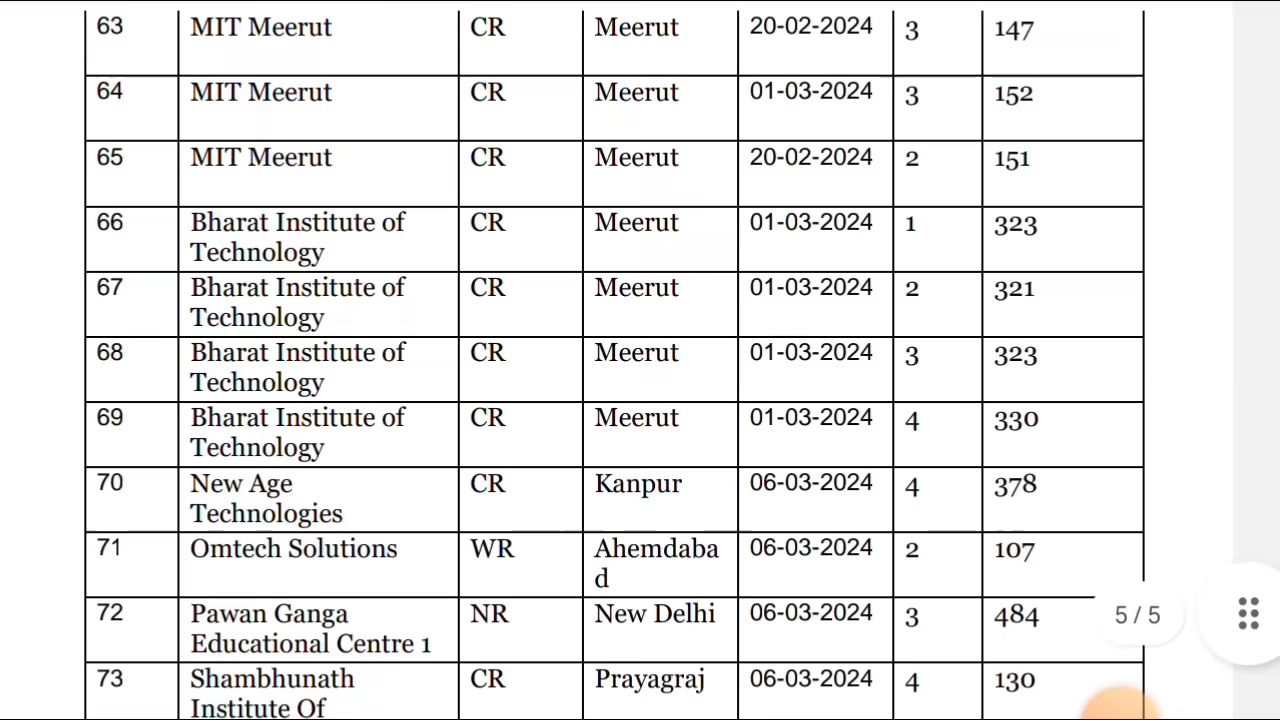 63 MIT Meerut CR Meerut 20-02-2024 3 147
64 MIT Meerut CR Meerut 01-03-2024 3 152
65 MIT Meerut CR Meerut 20-02-2024 2 151
66 Bharat Institute of CR Meerut 01-03-2024 1 323
Technology
67 Bharat Institute of CR Meerut 01-03-2024 2 321
Technology
68 Bharat Institute of CR Meerut 01-03-2024 3 323
Technology
69 Bharat Institute of CR Meerut 01-03-2024 4 330
Technology
70 New Age CR Kanpur 06-03-2024 4 378
Technologies
71 Omtech Solutions WR Ahemdaba 06-03-2024 2 107
d
72 Pawan Ganga NR New Delhi 06-03-2024 3 484
Educational Centre 1
5 / 5
73 Shambhunath CR Prayagraj 06-03-2024 4 130
Institute Of